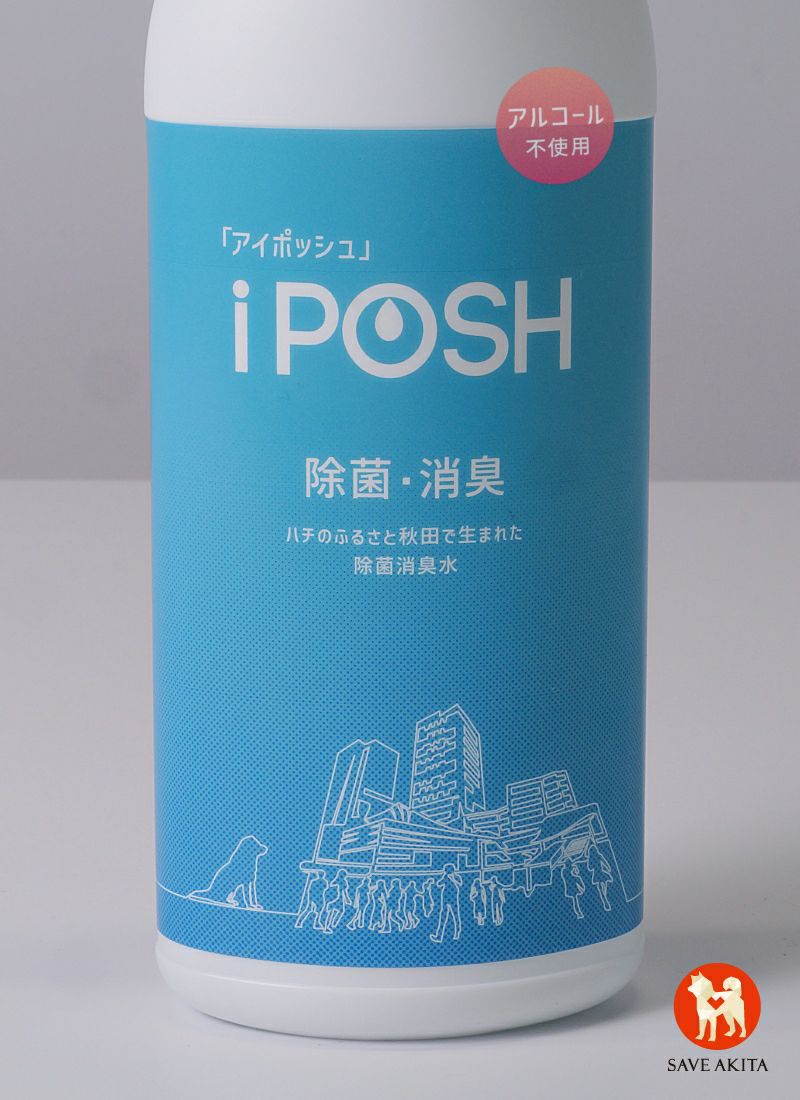 アルコール
不使用
「アイポッシュ」
iPOSH
除菌・消臭
ハチのふるさと秋田で生まれた
除菌消臭水
SAVE AKITA